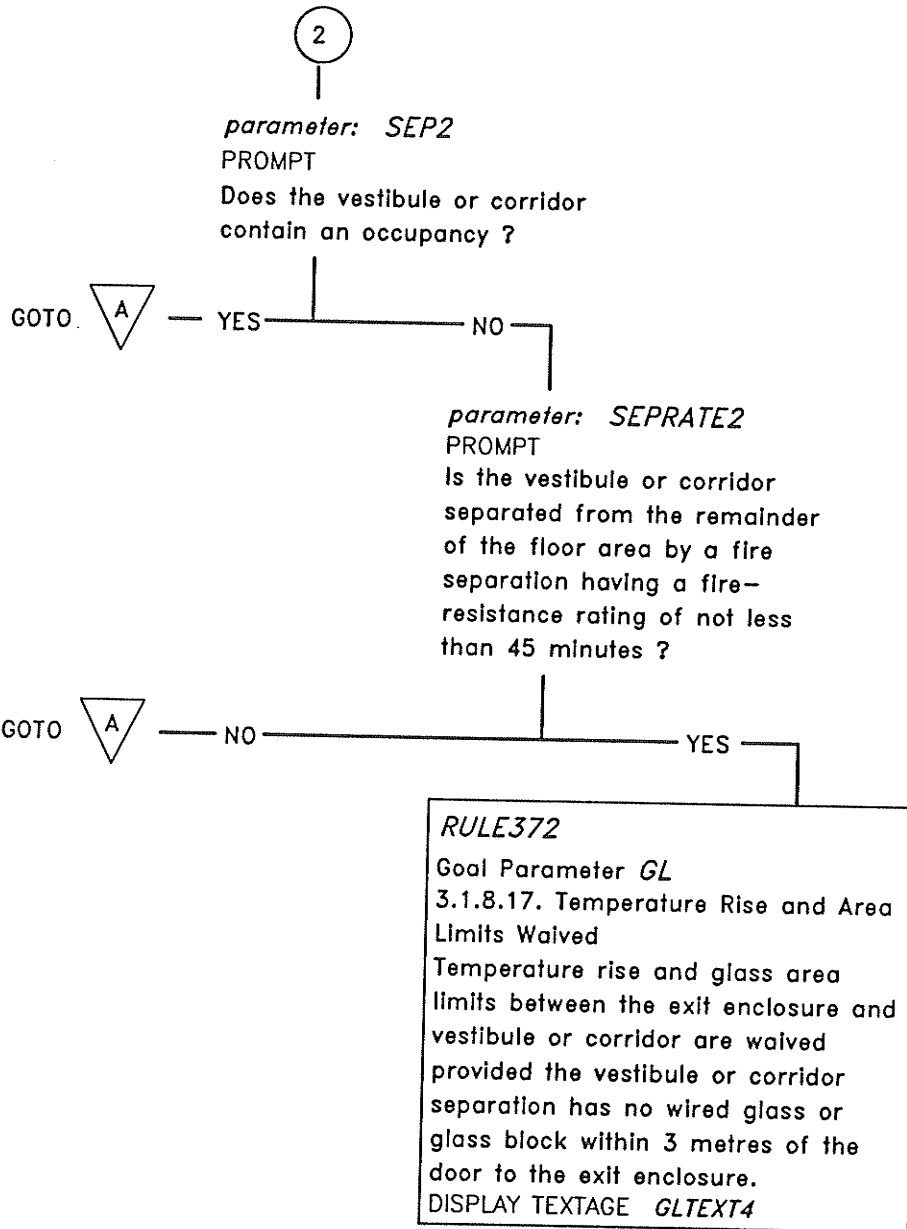 2
parameter: SEP2
PROMPT
Does the vestibule or corridor
contain an occupancy ?
GOTO. A YES NO
parameter: SEPRATE2
PROMPT
Is the vestibule or corridor
separated from the remainder
of the floor area by a fire
separation having a fire-
resistance rating of not less
than 45 minutes ?
GOTO A NO YES
RULE372
Goal Parameter GL
3.1.8.17. Temperature Rise and Area
Limits Waived
Temperature rise and glass area
limits between the exit enclosure and
vestibule or corridor are waived
provided the vestibule or corridor
separation has no wired glass or
glass block within 3 metres of the
door to the exit enclosure.
DISPLAY TEXTAGE GLTEXT4